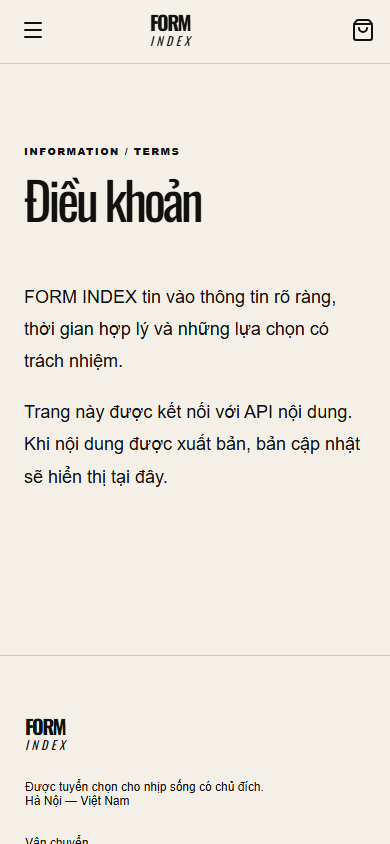 FORM
INDEX
INFORMATION / TERMS
Điều khoản
FORM INDEX tin vào thông tin rõ ràng,
thời gian hợp lý và những lựa chọn có
trách nhiệm.
Trang này được kết nối với API nội dung.
Khi nội dung được xuất bản, bản cập nhật
sẽ hiển thị tại đây.
FORM
INDEX
Được tuyển chọn cho nhịp sống có chủ đích.
Hà Nội — Việt Nam
Vận chuyển